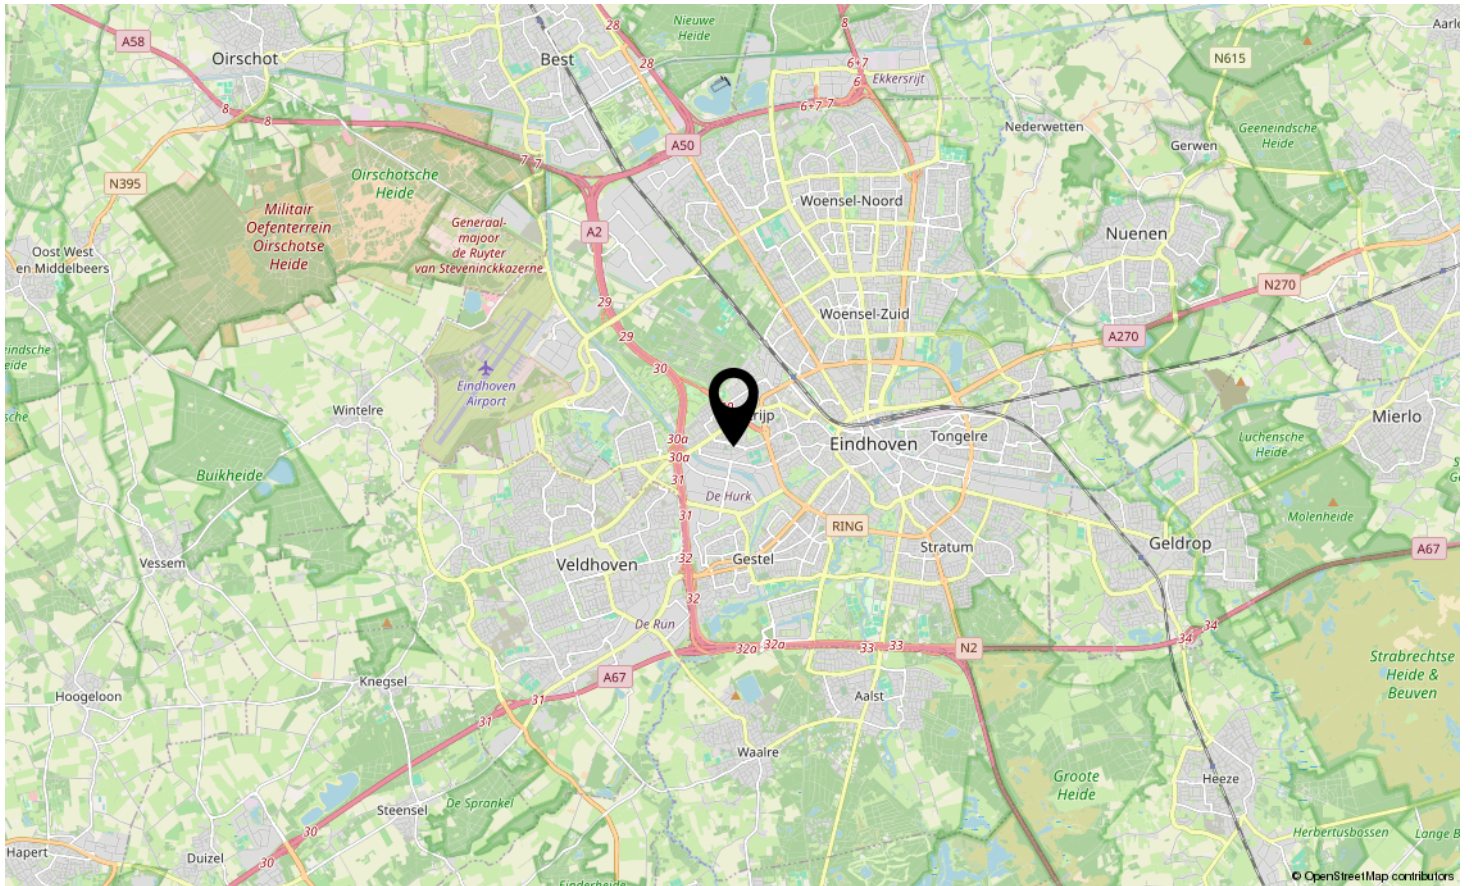 28
Nieuwe
Heide
8
Aarle
A58
Oirschot
Best
28
6+7
6
Ekkersrijt
N615
8
8
6+7
7
Nederwetten
Geeneindsche
Heide
A50
Gerwen
7
7
N395
Oirschotsche
Heide
Woensel-Noord
Militair
Oefenterrein
Oirschotse
Heide
Generaal-
majoor
de Ruyter
van Steveninckkazerne
A2
Nuenen
Oost West
en Middelbeers
N270
29
29
Woensel-Zuid
A270
eindsche
eide
30
Eindhoven
Airport
Wintelre
rijp
Mierlo
sche
30a
30a
Eindhoven
Tongelre
Luchensche
Heide
31
Buikheide
De Hurk
31
RING
Molenheide
Stratum
Geldrop
A67
32
Gestel
Veldhoven
Vessem
32
De Run
34
34
32a
32a
33
33
N2
Strabrechtse
Heide &
Beuven
Knegsel
A67
Hoogeloon
31
31
Aalst
Waalre
Groote
Heide
Heeze
Steensel
De Sprankel
30
Herbertusbossen
Lange B
Hapert
Duizel
30
Einderheide
© OpenStreetMap contributors